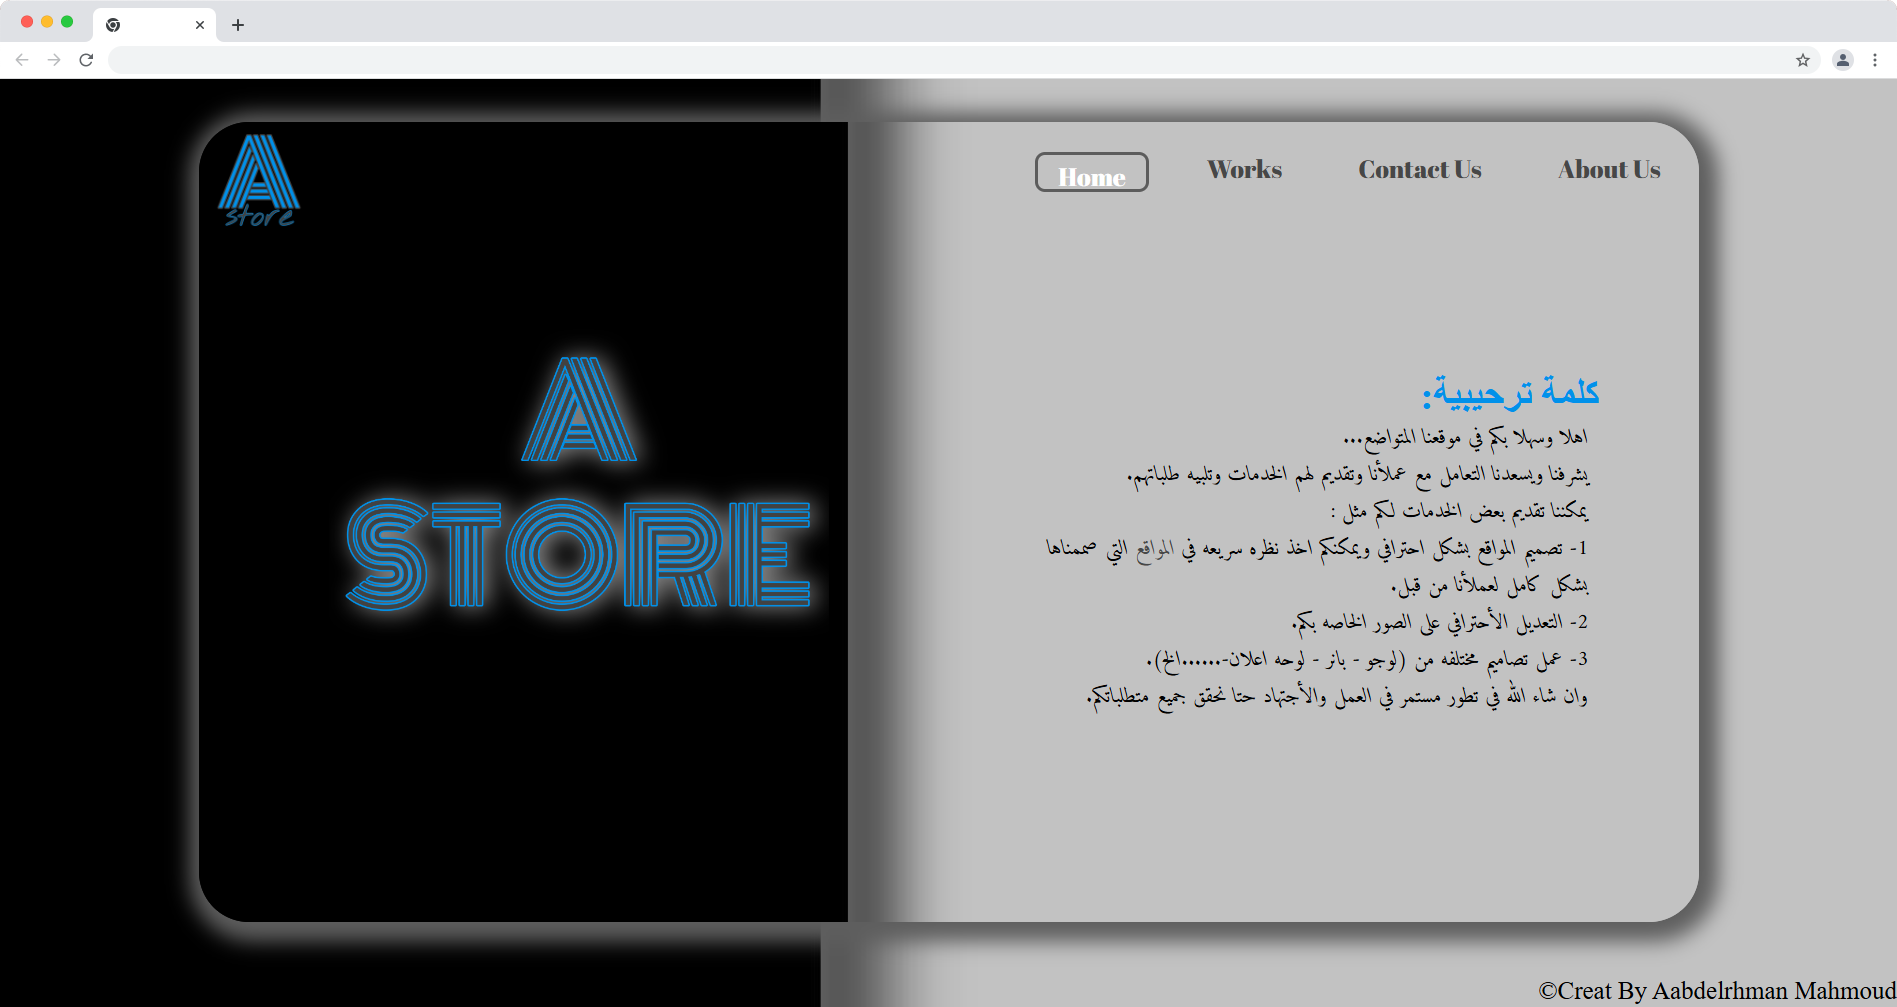 A
store
Home
Works
Contact Us
About Us
A
STORE
كلمة ترحيبية:
اهلا وسهلا بكم في موقعنا المتواضع...
يشرفنا ويسعدنا التعامل مع عملأنا وتقديم لهم الخدمات وتلبيه طلباتهم.
يمكننا تقديم بعض الخدمات لكم مثل :
1- تصميم المواقع بشكل احترافي ويمكنكم اخذ نظره سريعه في المواقع التي صممناها
بشكل كامل لعملأنا من قبل.
2- التعديل الأحترافي على الصور الخاصه بكم.
3- عمل تصاميم مختلفه من (لوجو - بانر - لوحه اعلان-......الخ).
وان شاء الله في تطور مستمر في العمل والأجتهاد حتا نحقق جميع متطلباتكم.
©Creat By Aabdelrhman Mahmoud